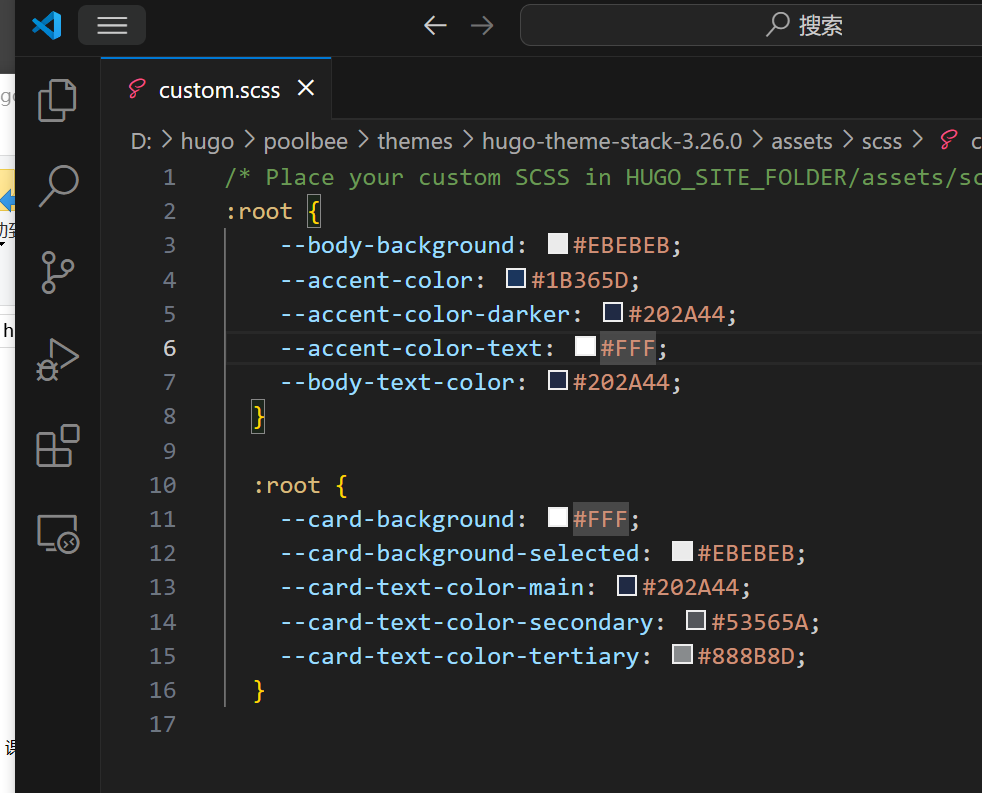 搜索
custom.scss
D: > hugo > poolbee > themes > hugo-theme-stack-3.26.0 > assets > scss >
1 /* Place your custom SCSS in HUGO_SITE_FOLDER/assets/sc
2 :root {
3 --body-background: #EBEBEB;
4 --accent-color: #1B365D;
5 --accent-color-darker: #202A44;
6 --accent-color-text: #FFF;
7 --body-text-color: #202A44;
8 }
9
10 :root {
11 --card-background: #FFF;
12 --card-background-selected: #EBEBEB;
13 --card-text-color-main: #202A44;
14 --card-text-color-secondary: #53565A;
15 --card-text-color-tertiary: #888B8D;
16 }
17